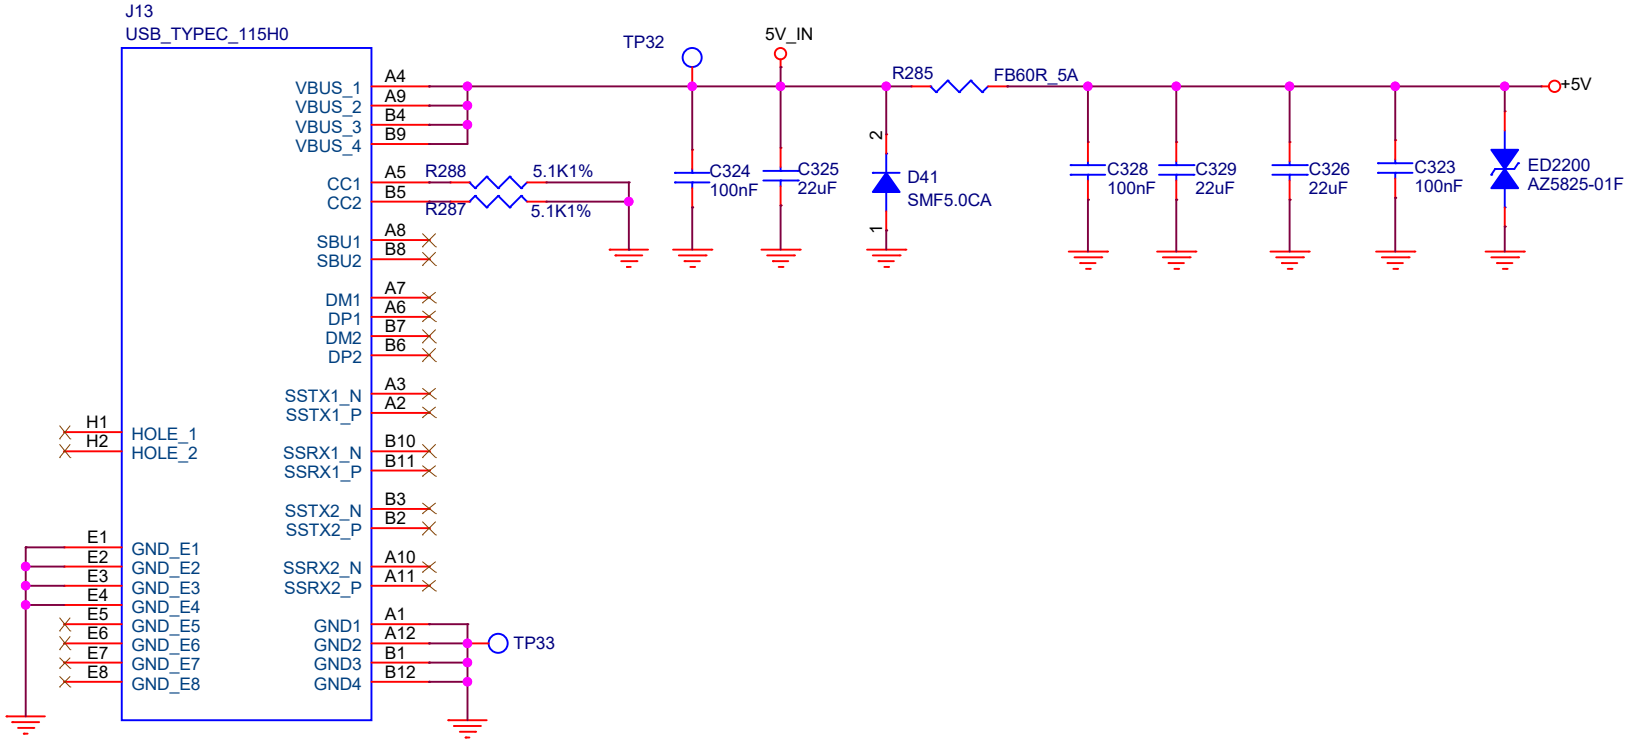 J13
USB_TYPEC_115H0
TP32
5V_IN
R285
FB60R_5A
+5V
VBUS_1 A4
VBUS_2 A9
VBUS_3 B4
VBUS_4 B9
CC1 A5 R288 5.1K1%
CC2 B5 R287 5.1K1%
C324
100nF
C325
22uF
2
D41
SMF5.0CA
1
C328
100nF
C329
22uF
C326
22uF
C323
100nF
ED2200
AZ5825-01F
SBU1 A8
SBU2 B8
DM1 A7
DP1 A6
DM2 B7
DP2 B6
SSTX1_N A3
SSTX1_P A2
H1 HOLE_1
H2 HOLE_2
SSRX1_N B10
SSRX1_P B11
SSTX2_N B3
SSTX2_P B2
SSRX2_N A10
SSRX2_P A11
E1 GND_E1
E2 GND_E2
E3 GND_E3
E4 GND_E4
E5 GND_E5
E6 GND_E6
E7 GND_E7
E8 GND_E8
GND1 A1
GND2 A12 TP33
GND3 B1
GND4 B12